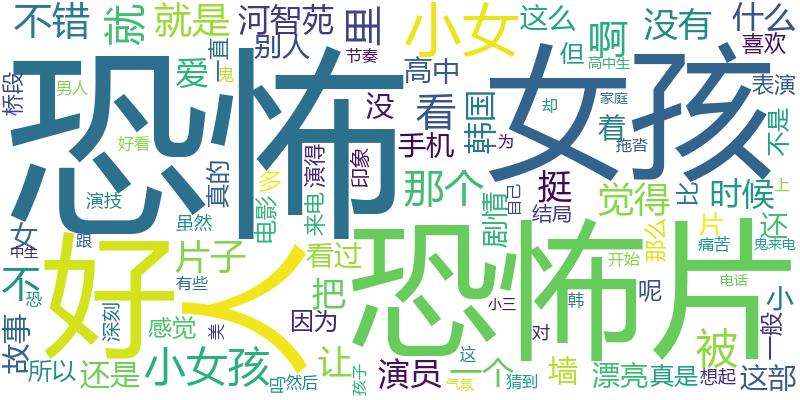 不错
就
就是
河智苑
里
小女
这么
啊
没有
什么
别人
一直
节奏
但
高中生
喜欢
恐怖
女孩
爱
鬼
高中
桥段
男人
没
看
韩国
着
却
家庭
表演
为
拖沓
不是
好看
手机
真的
演得
印象
那个
挺
觉得
比
时候
上
演技
多
自己
剧情
结局
虽然
电影
来电
片
还
女
跟
那么
痛苦
鬼来电
中生
好
人
恐怖片
片子
看过
开始
不
有些
把
电话
呢
小
恐
小三
韩
深刻
美
因为
对
一般
故事
感觉
被
所以
还是
小女孩
吗
然后
让
孩子
演员
这
气氛
一个
猜到
墙
漂亮
真是
想起
这部